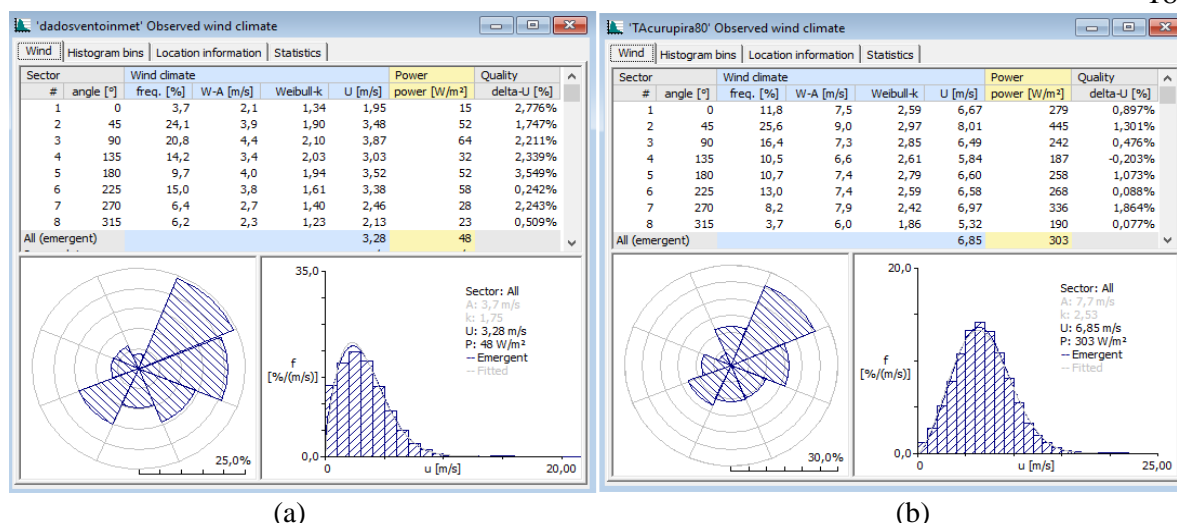 'dadosventoinmet' Observed wind climate
Wind Histogram bins Location information Statistics
Sector Wind climate Power Quality
# angle [°] freq. [%] W-A [m/s] Weibull-k U [m/s] power [W/m²] delta-U [%]
1 0 3,7 2,1 1,34 1,95 15 2,776%
2 45 24,1 3,9 1,90 3,48 52 1,747%
3 90 20,8 4,4 2,10 3,87 64 2,211%
4 135 14,2 3,4 2,03 3,03 32 2,339%
5 180 9,7 4,0 1,94 3,52 52 3,549%
6 225 15,0 3,8 1,61 3,38 58 0,242%
7 270 6,4 2,7 1,40 2,46 28 2,243%
8 315 6,2 2,3 1,23 2,13 23 0,509%
All (emergent) 3,28 48
25,0%
35,0
f
[%/(m/s)]
0,0
0
u [m/s]
20,00
Sector: All
A: 3,7 m/s
k: 1,75
U: 3,28 m/s
P: 48 W/m²
-- Emergent
-- Fitted
(a)
'TAcurupira80' Observed wind climate
Wind Histogram bins Location information Statistics
Sector Wind climate Power Quality
# angle [°] freq. [%] W-A [m/s] Weibull-k U [m/s] power [W/m²] delta-U [%]
1 0 11,8 7,5 2,59 6,67 279 0,897%
2 45 25,6 9,0 2,97 8,01 445 1,301%
3 90 16,4 7,3 2,85 6,49 242 0,476%
4 135 10,5 6,6 2,61 5,84 187 -0,203%
5 180 10,7 7,4 2,79 6,60 258 1,073%
6 225 13,0 7,4 2,59 6,58 268 0,088%
7 270 8,2 7,9 2,42 6,97 336 1,864%
8 315 3,7 6,0 1,86 5,32 190 0,077%
All (emergent) 6,85 303
30,0%
20,0
f
[%/(m/s)]
0,0
0
u [m/s]
25,00
Sector: All
A: 7,7 m/s
k: 2,53
U: 6,85 m/s
P: 303 W/m²
-- Emergent
-- Fitted
(b)